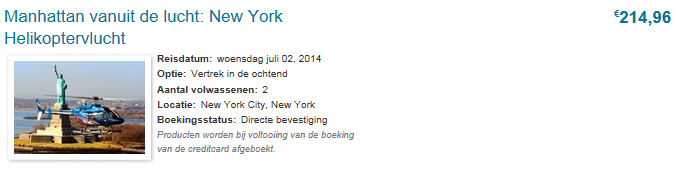 Manhattan vanuit de lucht: New York
Helikoptervlucht
€214,96
Reisdatum: woensdag juli 02, 2014
Optie: Vertrek in de ochtend
Aantal volwassenen: 2
Locatie: New York City, New York
Boekingsstatus: Directe bevestiging
Producten worden bij voltooiing van de boeking
van de creditcard afgeboekt.